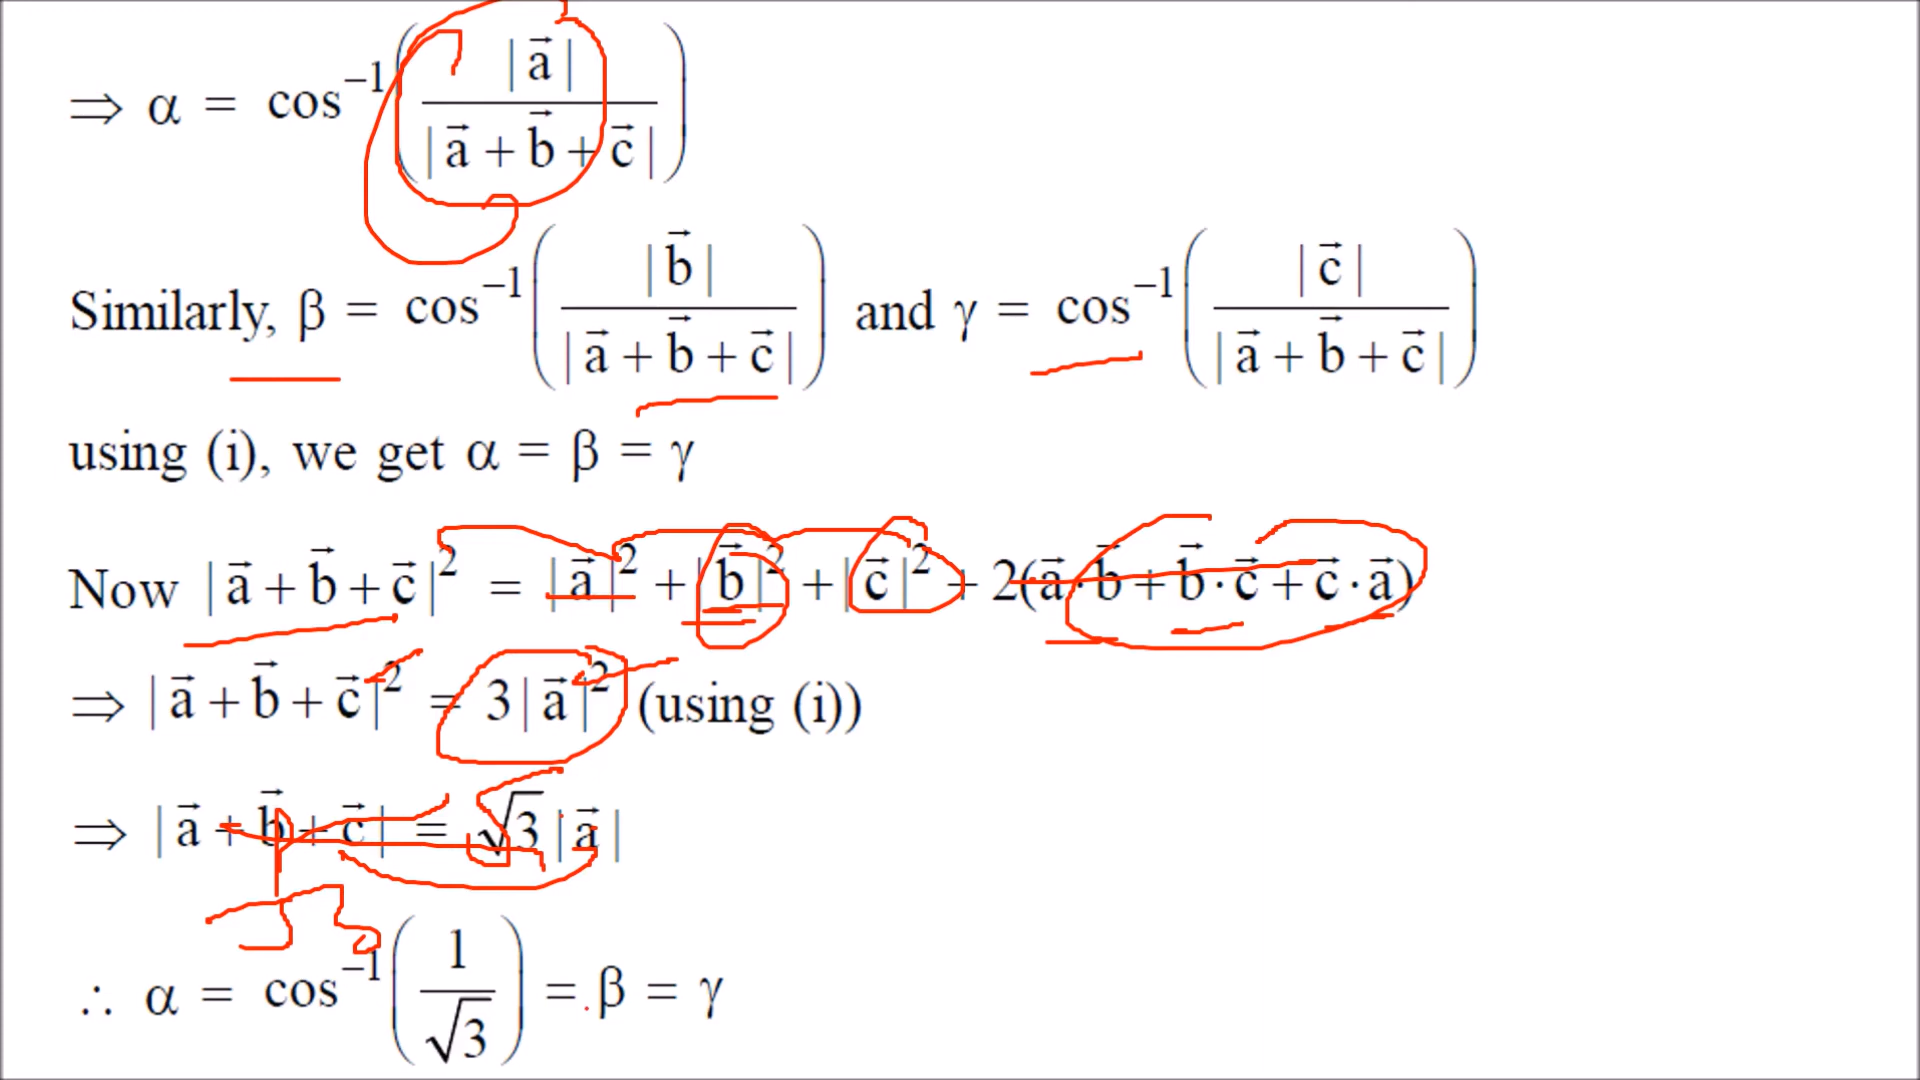 ⇒ α = cos⁻¹(|a⃗| / |a⃗ + b⃗ + c⃗|)
Similarly, β = cos⁻¹(|b⃗| / |a⃗ + b⃗ + c⃗|) and γ = cos⁻¹(|c⃗| / |a⃗ + b⃗ + c⃗|)
using (i), we get α = β = γ
Now |a⃗ + b⃗ + c⃗|² = |a⃗|² + |b⃗|² + |c⃗|² + 2(a⃗·b⃗ + b⃗·c⃗ + c⃗·a⃗)
⇒ |a⃗ + b⃗ + c⃗|² = 3|a⃗|² (using (i))
⇒ |a⃗ + b⃗ + c⃗| = √3|a⃗|
∴ α = cos⁻¹(1/√3) = β = γ